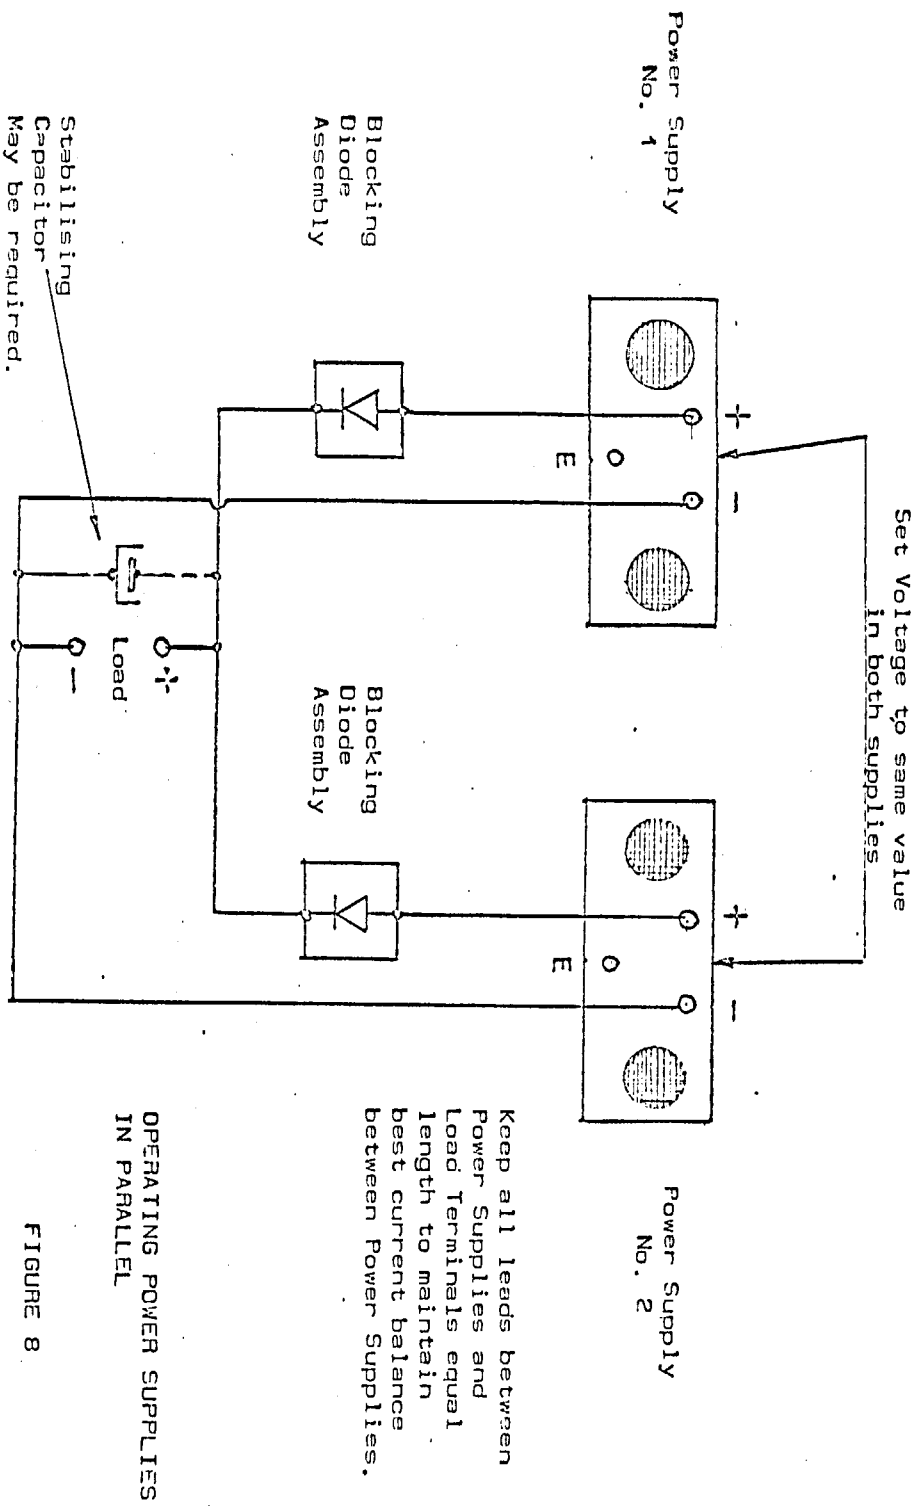 Set Voltage to same value
in both supplies
Power Supply
No. 1
+
-
E
Power Supply
No. 2
+
-
E
Blocking
Diode
Assembly
Blocking
Diode
Assembly
Keep all leads between
Power Supplies and
Load Terminals equal
length to maintain
best current balance
between Power Supplies.
+
Load
-
Stabilising
Capacitor
May be required.
OPERATING POWER SUPPLIES
IN PARALLEL
FIGURE 8